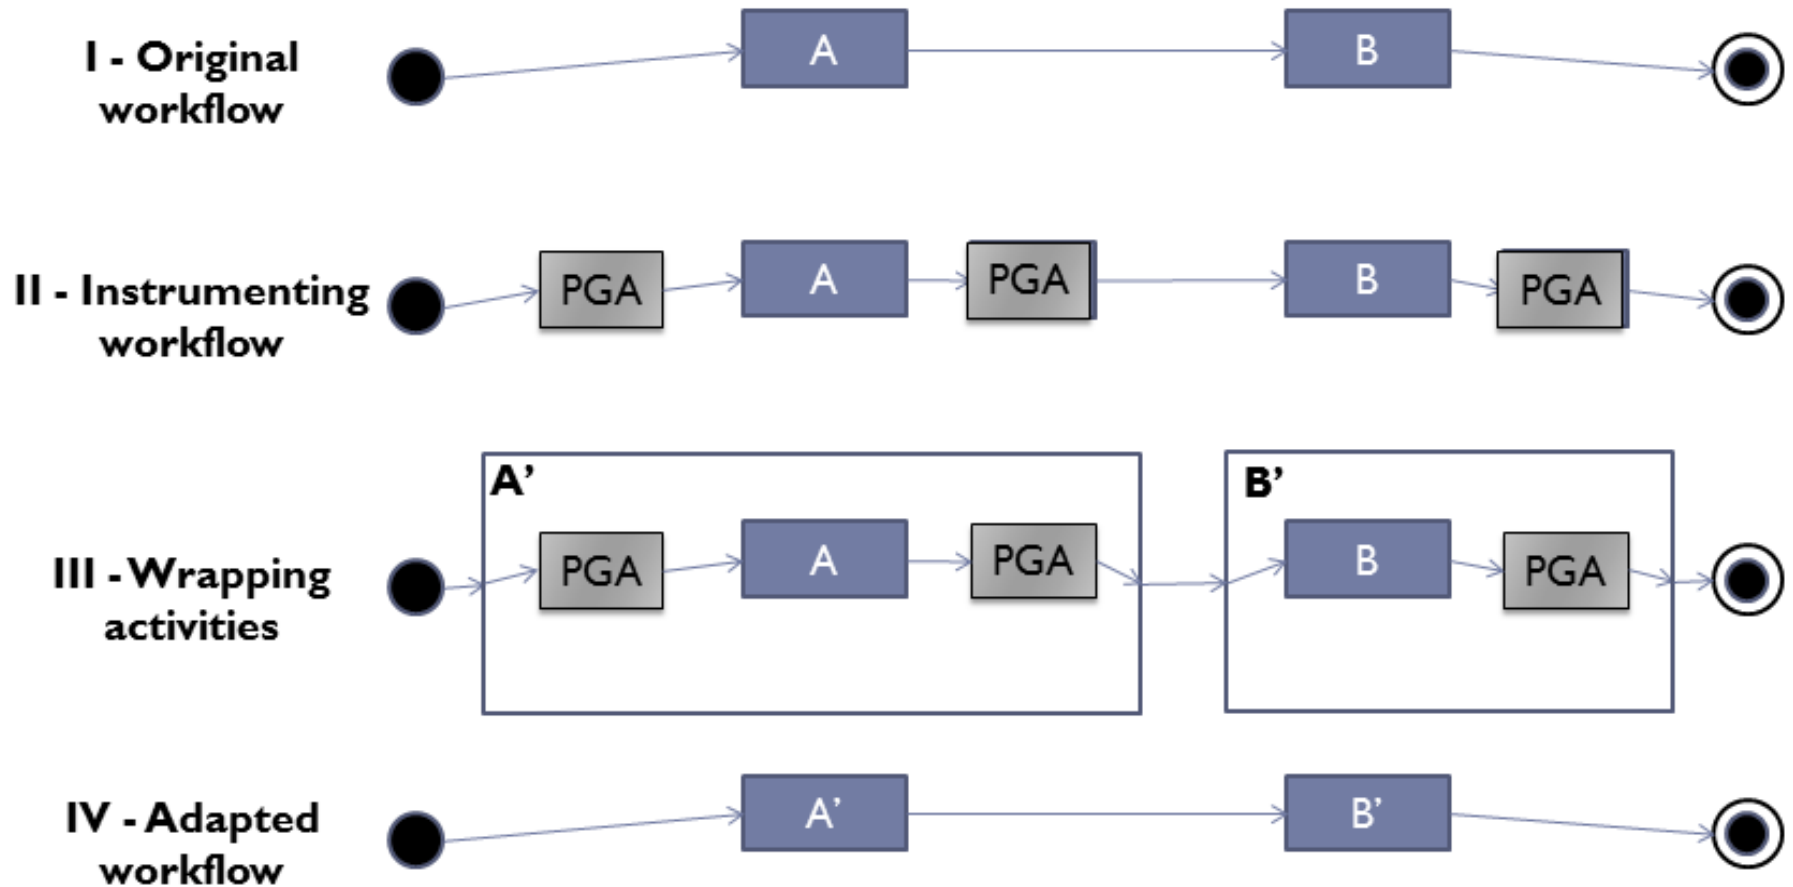 I - Original
workflow
A
B
II - Instrumenting
workflow
PGA
A
PGA
B
PGA
A’
B’
III - Wrapping
activities
PGA
A
PGA
B
PGA
IV - Adapted
workflow
A’
B’